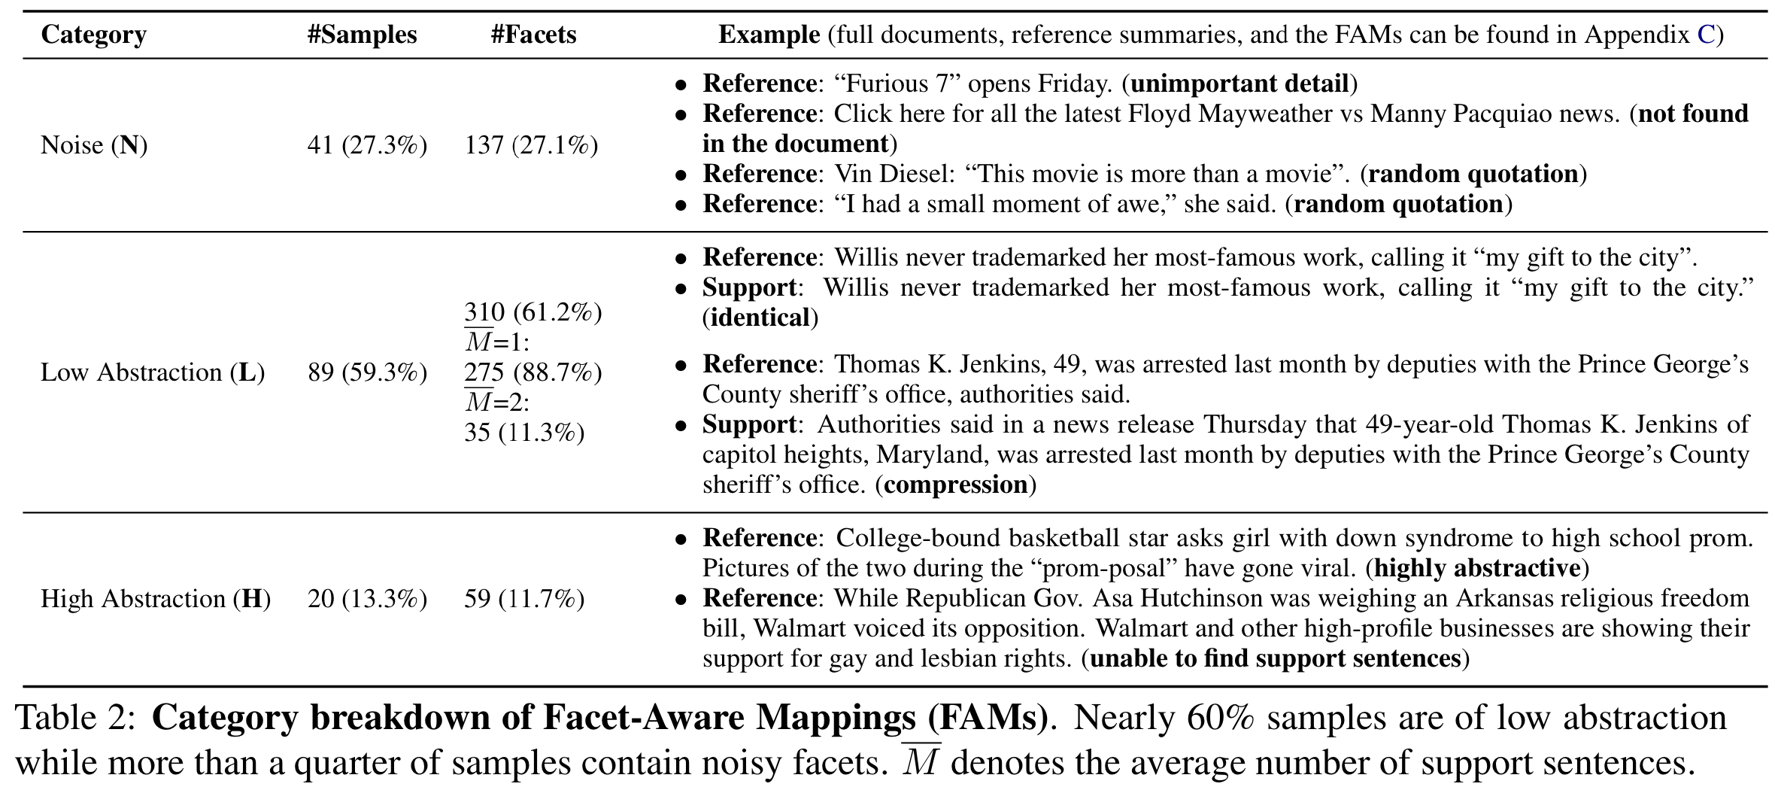 Category #Samples #Facets Example (full documents, reference summaries, and the FAMs can be found in Appendix C)
Noise (N) 41 (27.3%) 137 (27.1%)
• Reference: “Furious 7” opens Friday. (unimportant detail)
• Reference: Click here for all the latest Floyd Mayweather vs Manny Pacquiao news. (not found
in the document)
• Reference: Vin Diesel: “This movie is more than a movie”. (random quotation)
• Reference: “I had a small moment of awe,” she said. (random quotation)
Low Abstraction (L) 89 (59.3%)
310 (61.2%)
M̅=1:
275 (88.7%)
M̅=2:
35 (11.3%)
• Reference: Willis never trademarked her most-famous work, calling it “my gift to the city”.
• Support: Willis never trademarked her most-famous work, calling it “my gift to the city.”
(identical)
• Reference: Thomas K. Jenkins, 49, was arrested last month by deputies with the Prince George’s
County sheriff’s office, authorities said.
• Support: Authorities said in a news release Thursday that 49-year-old Thomas K. Jenkins of
capitol heights, Maryland, was arrested last month by deputies with the Prince George’s County
sheriff’s office. (compression)
High Abstraction (H) 20 (13.3%) 59 (11.7%)
• Reference: College-bound basketball star asks girl with down syndrome to high school prom.
Pictures of the two during the “prom-posal” have gone viral. (highly abstractive)
• Reference: While Republican Gov. Asa Hutchinson was weighing an Arkansas religious freedom
bill, Walmart voiced its opposition. Walmart and other high-profile businesses are showing their
support for gay and lesbian rights. (unable to find support sentences)
Table 2: Category breakdown of Facet-Aware Mappings (FAMs). Nearly 60% samples are of low abstraction
while more than a quarter of samples contain noisy facets. M̅ denotes the average number of support sentences.